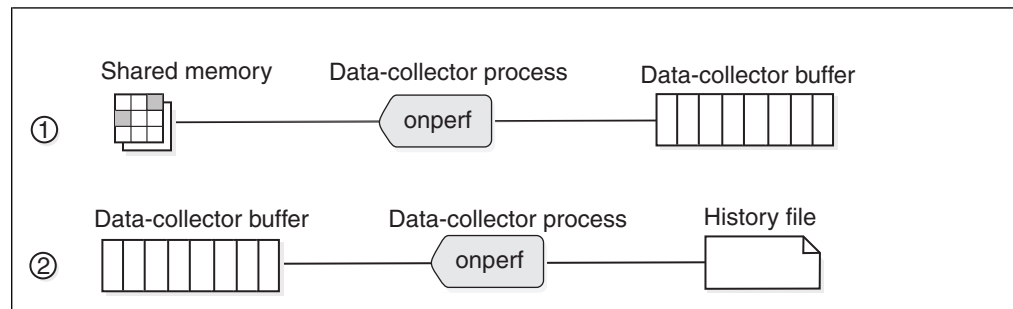 Shared memory
Data-collector process
Data-collector buffer
①
onperf
Data-collector buffer
Data-collector process
History file
②
onperf